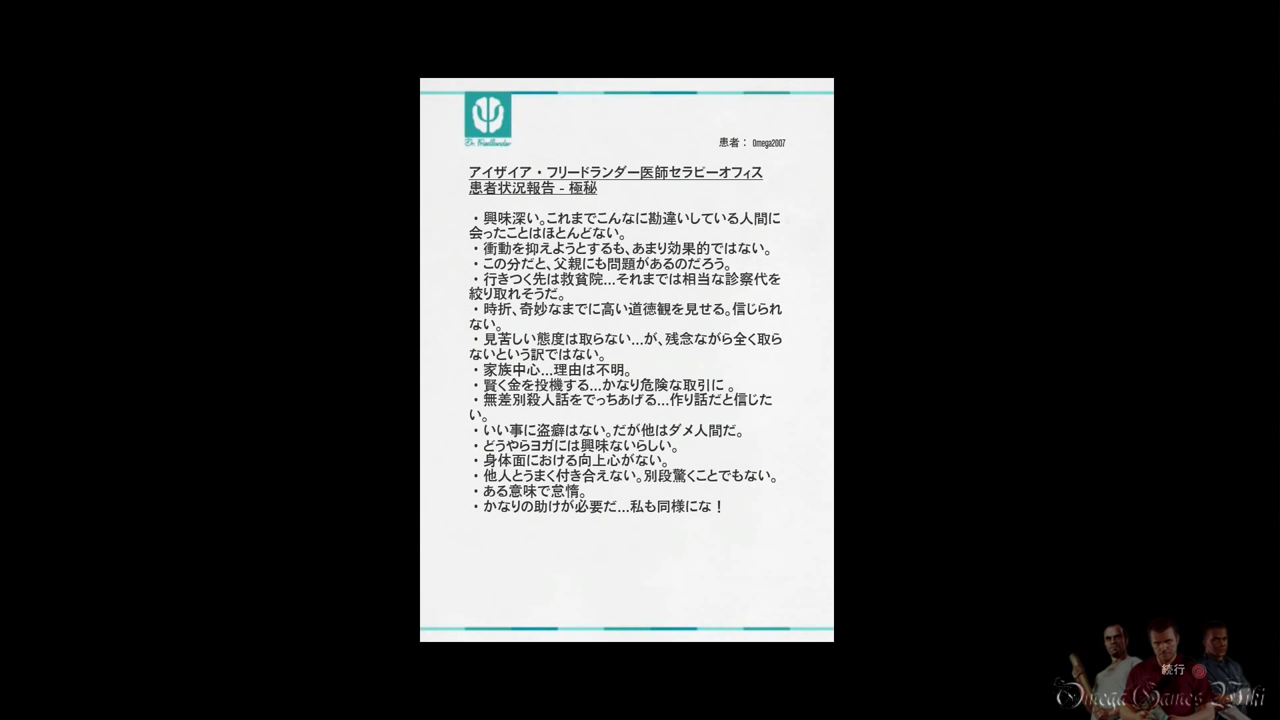 Dr. Friedlander
患者： Omega2007
アイザイア・フリードランダー医師セラピーオフィス
患者状況報告 - 極秘
・興味深い。これまでこんなに勘違いしている人間に
会ったことはほとんどない。
・衝動を抑えようとするも、あまり効果的ではない。
・この分だと、父親にも問題があるのだろう。
・行きつく先は救貧院...それまでは相当な診察代を
絞り取れそうだ。
・時折、奇妙なまでに高い道徳観を見せる。信じられ
ない。
・見苦しい態度は取らない...が、残念ながら全く取ら
ないという訳ではない。
・家族中心...理由は不明。
・賢く金を投機する...かなり危険な取引に 。
・無差別殺人話をでっちあげる...作り話だと信じた
い。
・いい事に盗癖はない。だが他はダメ人間だ。
・どうやらヨガには興味ないらしい。
・身体面における向上心がない。
・他人とうまく付き合えない。別段驚くことでもない。
・ある意味で怠惰。
・かなりの助けが必要だ...私も同様にな！
続行
Omega Games Wiki